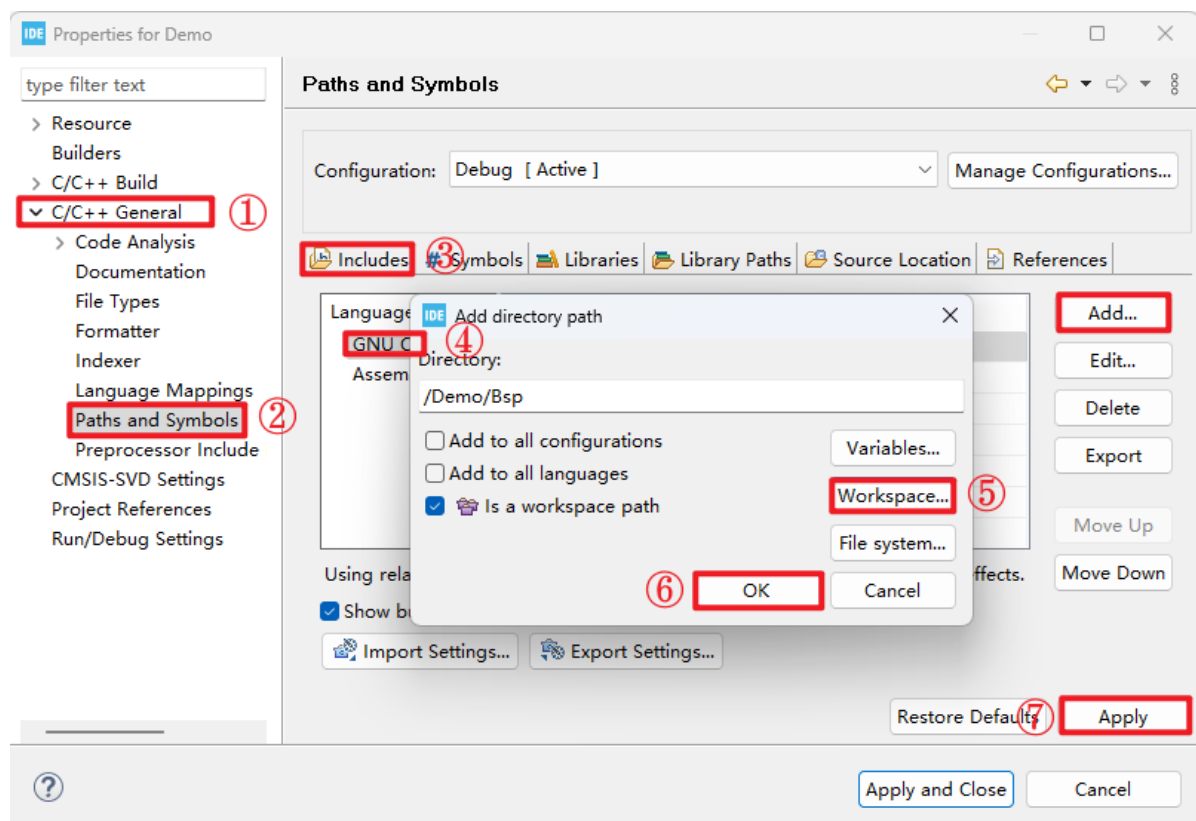 IDE Properties for Demo
type filter text
Paths and Symbols
Resource
Builders
C/C++ Build
C/C++ General ①
Code Analysis
Documentation
File Types
Formatter
Indexer
Language Mappings
Paths and Symbols ②
Preprocessor Include
CMSIS-SVD Settings
Project References
Run/Debug Settings
Configuration: Debug [ Active ] Manage Configurations...
Includes ③ # Symbols Libraries Library Paths Source Location References
Language
GNU C ④
Assem
IDE Add directory path
Directory:
/Demo/Bsp
Add to all configurations
Add to all languages
Is a workspace path
Variables...
Workspace... ⑤
File system...
⑥ OK Cancel
Add...
Edit...
Delete
Export
Move Up
Move Down
Using rela ffects.
Show bu
Import Settings... Export Settings...
Restore Defaults ⑦ Apply
? Apply and Close Cancel